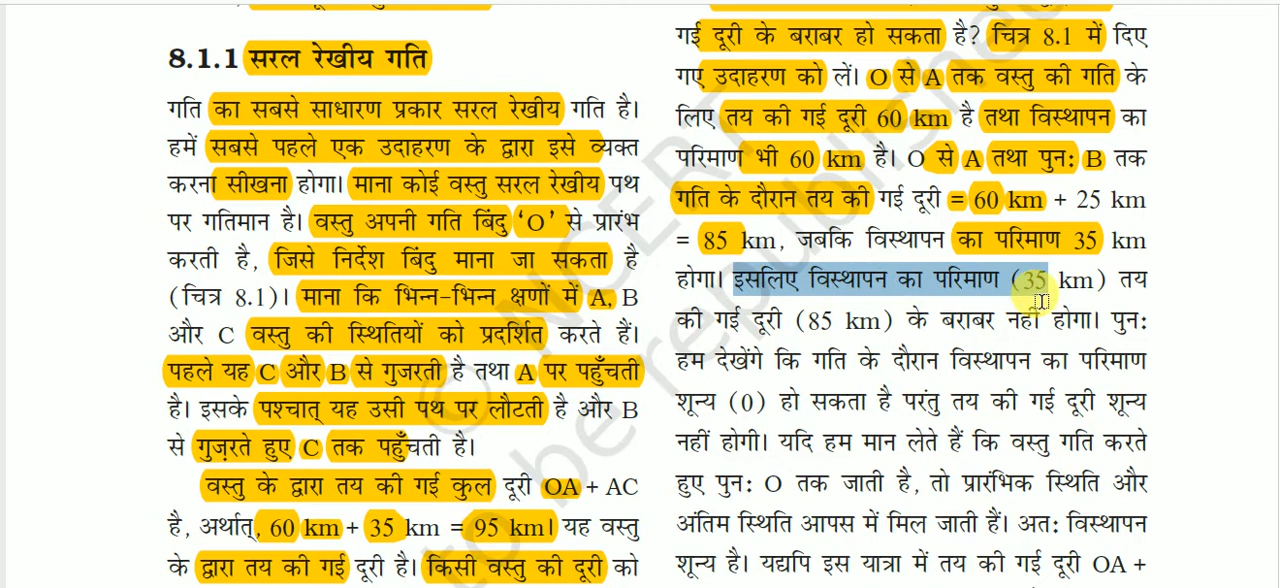 8.1.1 सरल रेखीय गति
गति का सबसे साधारण प्रकार सरल रेखीय गति है।
हमें सबसे पहले एक उदाहरण के द्वारा इसे व्यक्त
करना सीखना होगा। माना कोई वस्तु सरल रेखीय पथ
पर गतिमान है। वस्तु अपनी गति बिंदु ‘O’ से प्रारंभ
करती है, जिसे निर्देश बिंदु माना जा सकता है
(चित्र 8.1)। माना कि भिन्न-भिन्न क्षणों में A, B
और C वस्तु की स्थितियों को प्रदर्शित करते हैं।
पहले यह C और B से गुजरती है तथा A पर पहुँचती
है। इसके पश्चात् यह उसी पथ पर लौटती है और B
से गुज़रते हुए C तक पहुँचती है।
वस्तु के द्वारा तय की गई कुल दूरी OA + AC
है, अर्थात्, 60 km + 35 km = 95 km। यह वस्तु
के द्वारा तय की गई दूरी है। किसी वस्तु की दूरी को
गई दूरी के बराबर हो सकता है? चित्र 8.1 में दिए
गए उदाहरण को लें। O से A तक वस्तु की गति के
लिए तय की गई दूरी 60 km है तथा विस्थापन का
परिमाण भी 60 km है। O से A तथा पुन: B तक
गति के दौरान तय की गई दूरी = 60 km + 25 km
= 85 km, जबकि विस्थापन का परिमाण 35 km
होगा। इसलिए विस्थापन का परिमाण (35 km) तय
की गई दूरी (85 km) के बराबर नहीं होगा। पुन:
हम देखेंगे कि गति के दौरान विस्थापन का परिमाण
शून्य (0) हो सकता है परंतु तय की गई दूरी शून्य
नहीं होगी। यदि हम मान लेते हैं कि वस्तु गति करते
हुए पुन: O तक जाती है, तो प्रारंभिक स्थिति और
अंतिम स्थिति आपस में मिल जाती हैं। अत: विस्थापन
शून्य है। यद्यपि इस यात्रा में तय की गई दूरी OA +
© NCERT
to be republished